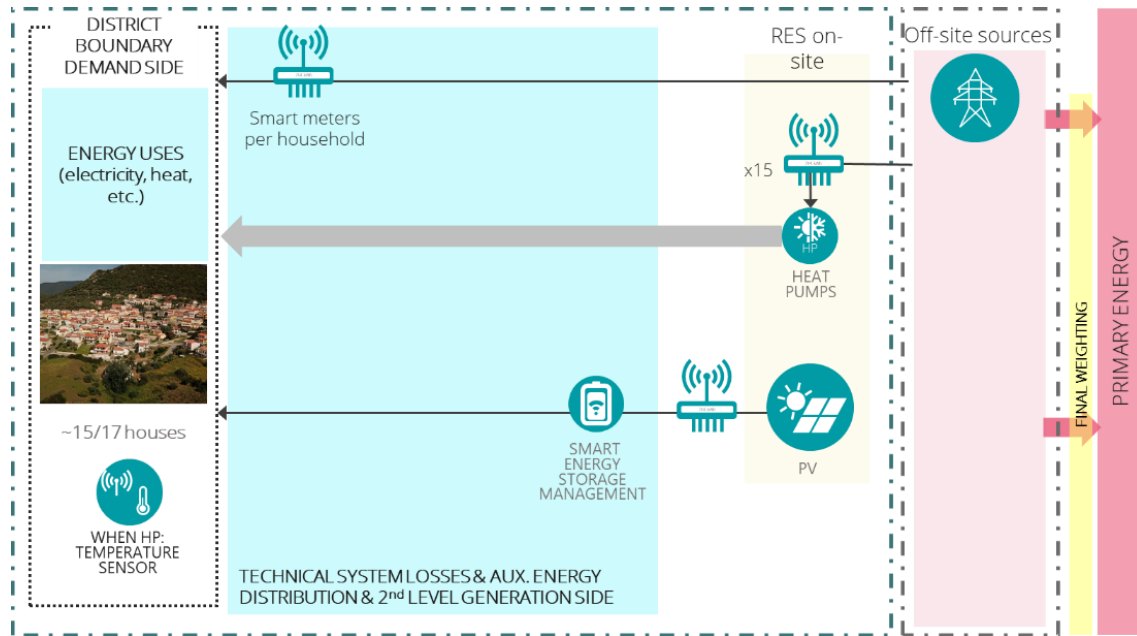 DISTRICT
BOUNDARY
DEMAND SIDE
ENERGY USES
(electricity, heat,
etc.)
~15/17 houses
WHEN HP:
TEMPERATURE
SENSOR
Smart meters
per household
SMART
ENERGY
STORAGE
MANAGEMENT
TECHNICAL SYSTEM LOSSES & AUX. ENERGY
DISTRIBUTION & 2nd LEVEL GENERATION SIDE
RES on-
site
x15
HP
HEAT
PUMPS
PV
Off-site sources
FINAL WEIGHTING
PRIMARY ENERGY